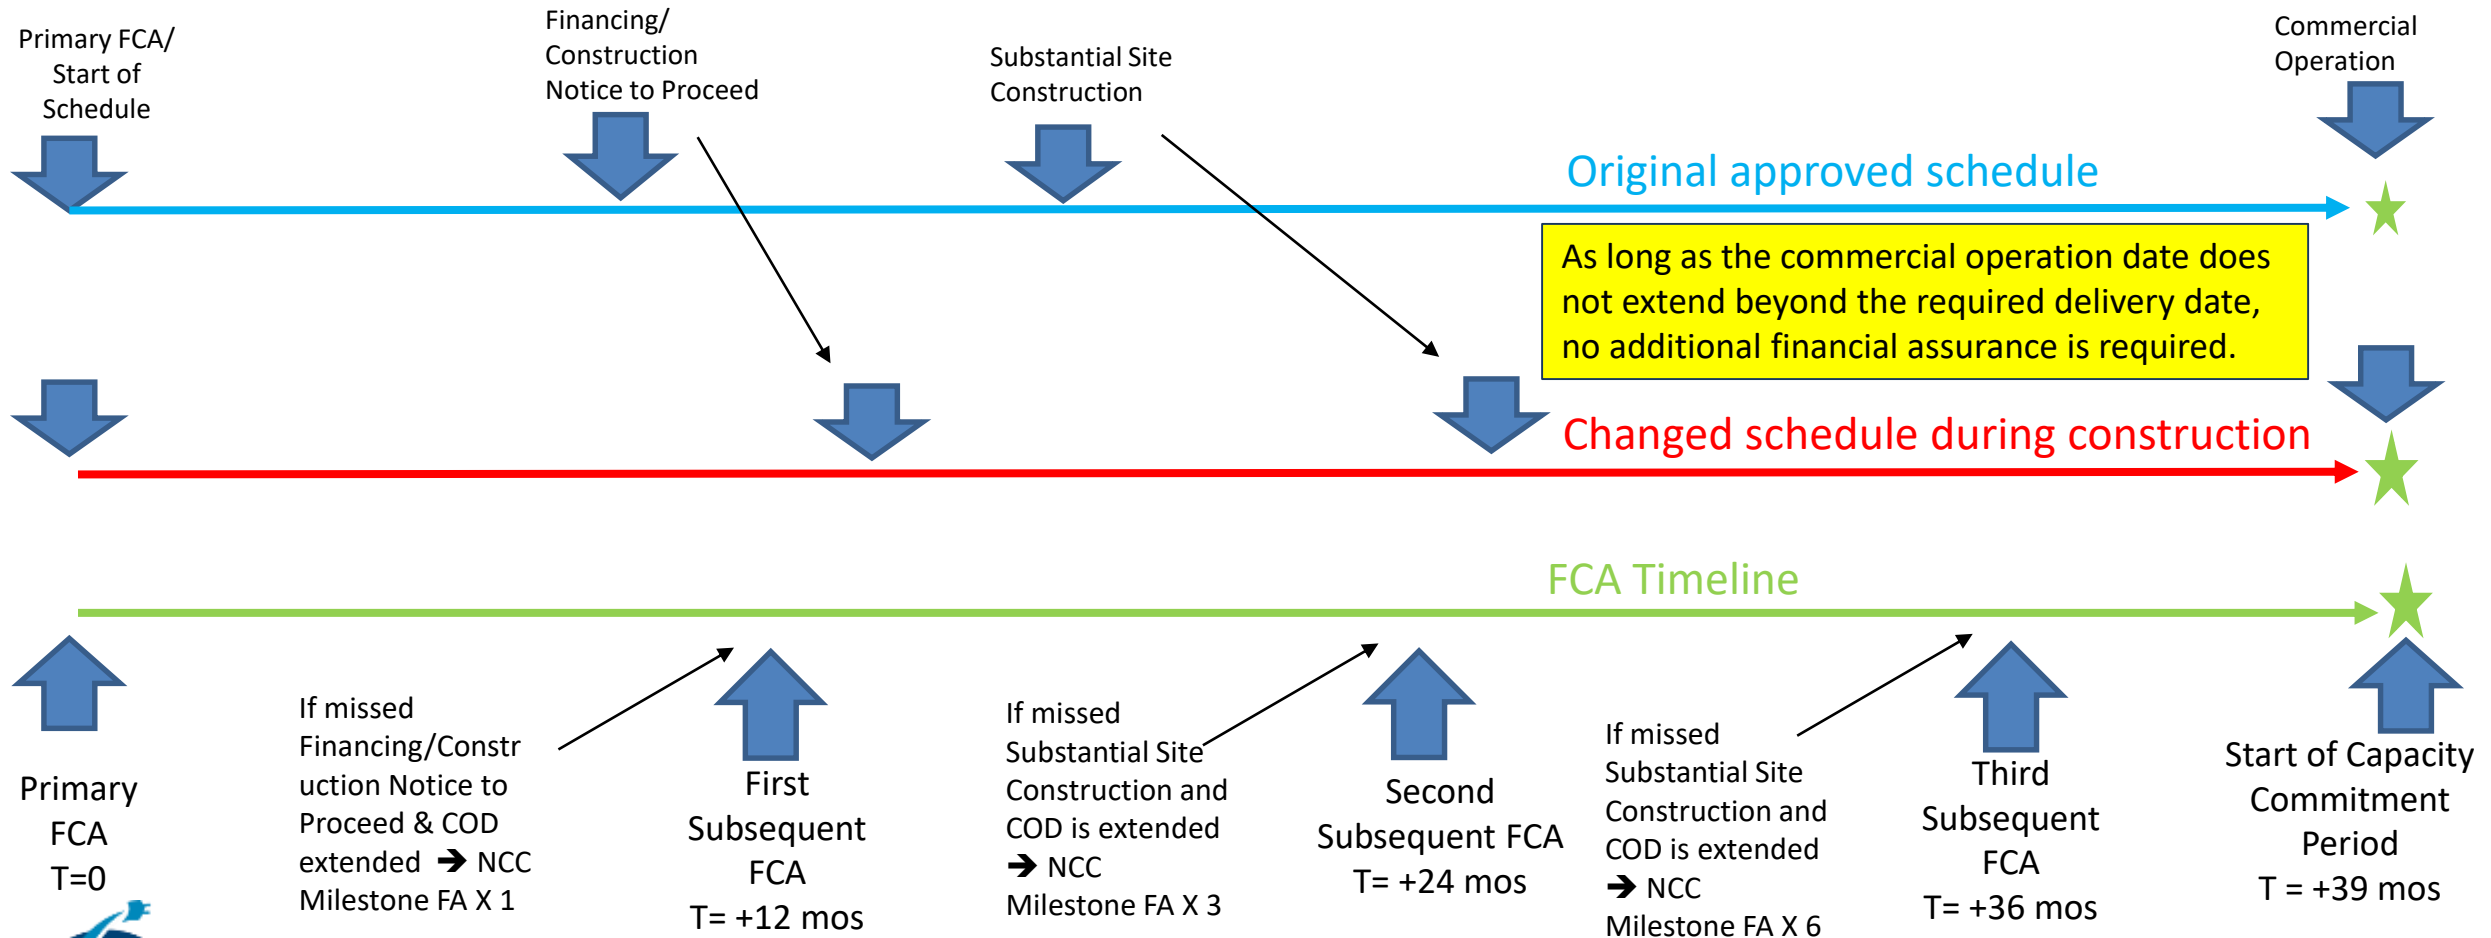 Primary FCA/
Start of
Schedule
Financing/
Construction
Notice to Proceed
Substantial Site
Construction
Commercial
Operation
Original approved schedule
As long as the commercial operation date does
not extend beyond the required delivery date,
no additional financial assurance is required.
Changed schedule during construction
FCA Timeline
Primary
FCA
T=0
If missed
Financing/Constr
uction Notice to
Proceed & COD
extended ➔ NCC
Milestone FA X 1
First
Subsequent
FCA
T= +12 mos
If missed
Substantial Site
Construction and
COD is extended
➔ NCC
Milestone FA X 3
Second
Subsequent FCA
T= +24 mos
If missed
Substantial Site
Construction and
COD is extended
➔ NCC
Milestone FA X 6
Third
Subsequent
FCA
T= +36 mos
Start of Capacity
Commitment
Period
T = +39 mos